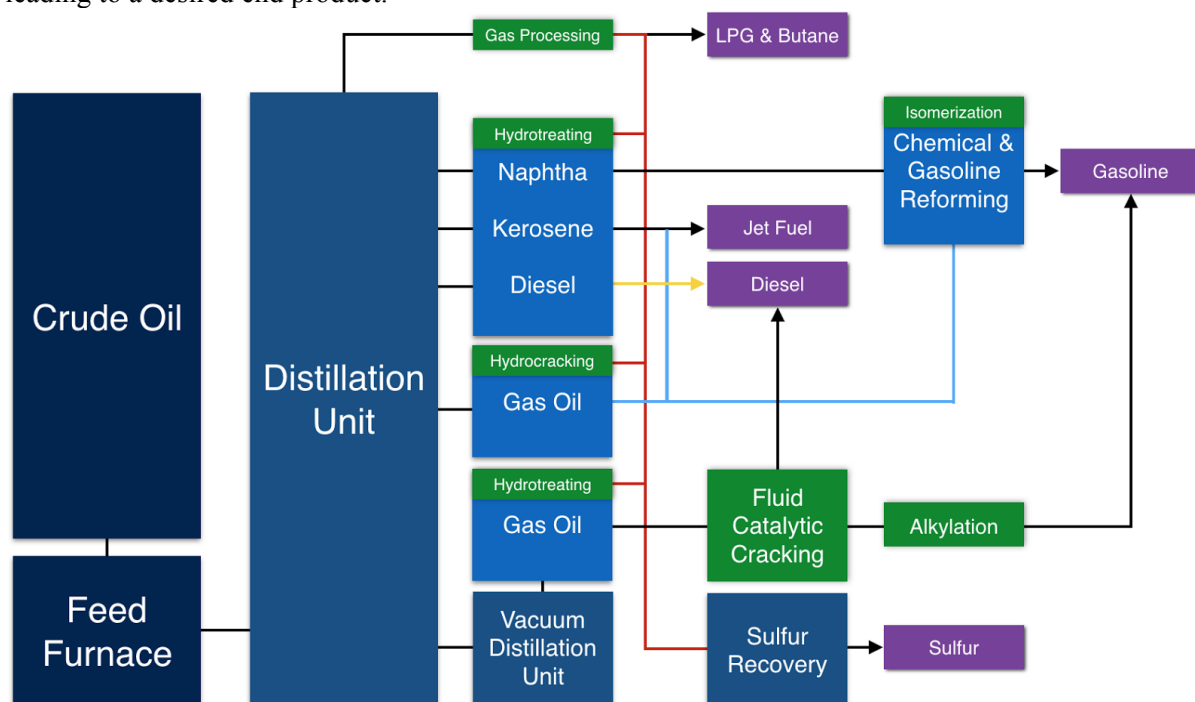 leading to a desired end product.
Gas Processing
LPG & Butane
Crude Oil
Feed
Furnace
Distillation
Unit
Hydrotreating
Naphtha
Kerosene
Diesel
Hydrocracking
Gas Oil
Hydrotreating
Gas Oil
Vacuum
Distillation
Unit
Isomerization
Chemical &
Gasoline
Reforming
Gasoline
Jet Fuel
Diesel
Fluid
Catalytic
Cracking
Alkylation
Sulfur
Recovery
Sulfur